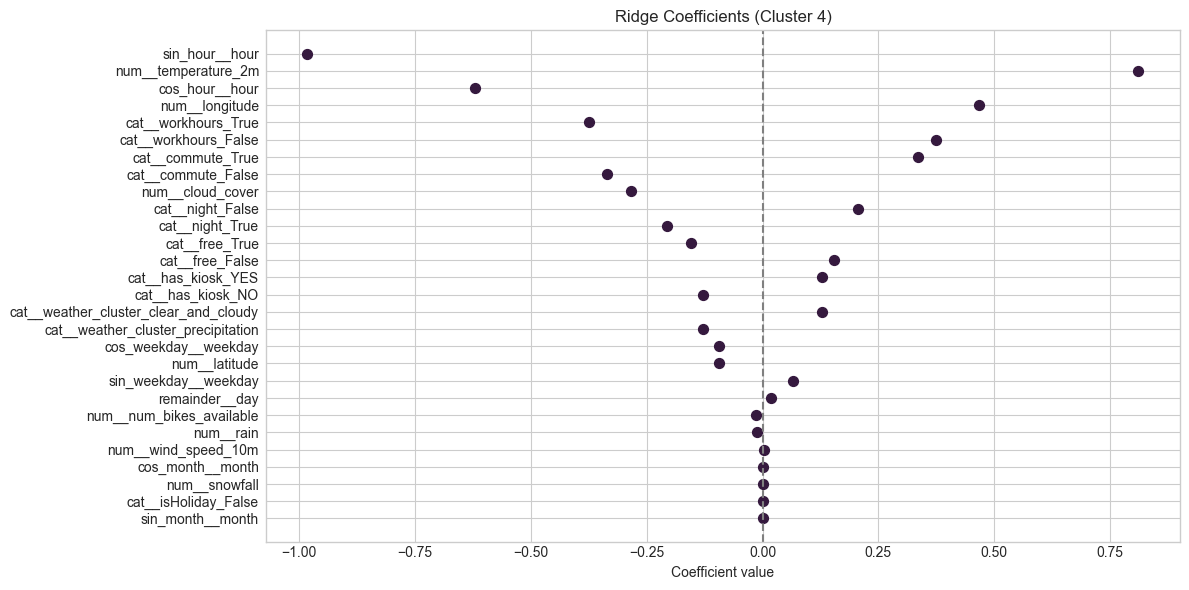 Ridge Coefficients (Cluster 4)
sin_hour__hour
num__temperature_2m
cos_hour__hour
num__longitude
cat__workhours_True
cat__workhours_False
cat__commute_True
cat__commute_False
num__cloud_cover
cat__night_False
cat__night_True
cat__free_True
cat__free_False
cat__has_kiosk_YES
cat__has_kiosk_NO
cat__weather_cluster_clear_and_cloudy
cat__weather_cluster_precipitation
cos_weekday__weekday
num__latitude
sin_weekday__weekday
remainder__day
num__num_bikes_available
num__rain
num__wind_speed_10m
cos_month__month
num__snowfall
cat__isHoliday_False
sin_month__month
−1.00 −0.75 −0.50 −0.25 0.00 0.25 0.50 0.75
Coefficient value